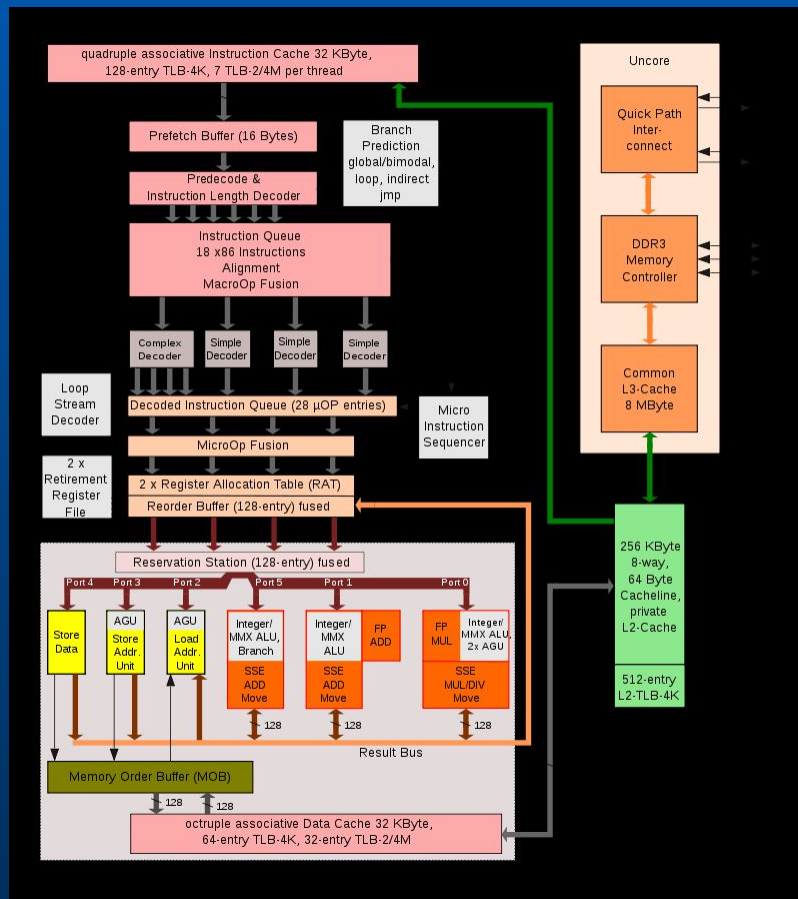 quadruple associative Instruction Cache 32 KByte,
128-entry TLB-4K, 7 TLB-2/4M per thread
Prefetch Buffer (16 Bytes)
Predecode &
Instruction Length Decoder
Branch
Prediction
global/bimodal,
loop, indirect
jmp
Instruction Queue
18 x86 Instructions
Alignment
MacroOp Fusion
Complex
Decoder
Simple
Decoder
Simple
Decoder
Simple
Decoder
Loop
Stream
Decoder
Decoded Instruction Queue (28 µOP entries)
Micro
Instruction
Sequencer
MicroOp Fusion
2 x
Retirement
Register
File
2 x Register Allocation Table (RAT)
Reorder Buffer (128-entry) fused
Reservation Station (128-entry) fused
Port 4
Port 3
Port 2
Port 5
Port 1
Port 0
Store
Data
AGU
Store
Addr.
Unit
AGU
Load
Addr.
Unit
Integer/
MMX ALU,
Branch
SSE
ADD
Move
Integer/
MMX
ALU
FP
ADD
SSE
ADD
Move
FP
MUL
Integer/
MMX ALU,
2x AGU
SSE
MUL/DIV
Move
128
128
128
Result Bus
Memory Order Buffer (MOB)
128
128
octruple associative Data Cache 32 KByte,
64-entry TLB-4K, 32-entry TLB-2/4M
Uncore
Quick Path
Inter-
connect
DDR3
Memory
Controller
Common
L3-Cache
8 MByte
256 KByte
8-way,
64 Byte
Cacheline,
private
L2-Cache
512-entry
L2-TLB-4K